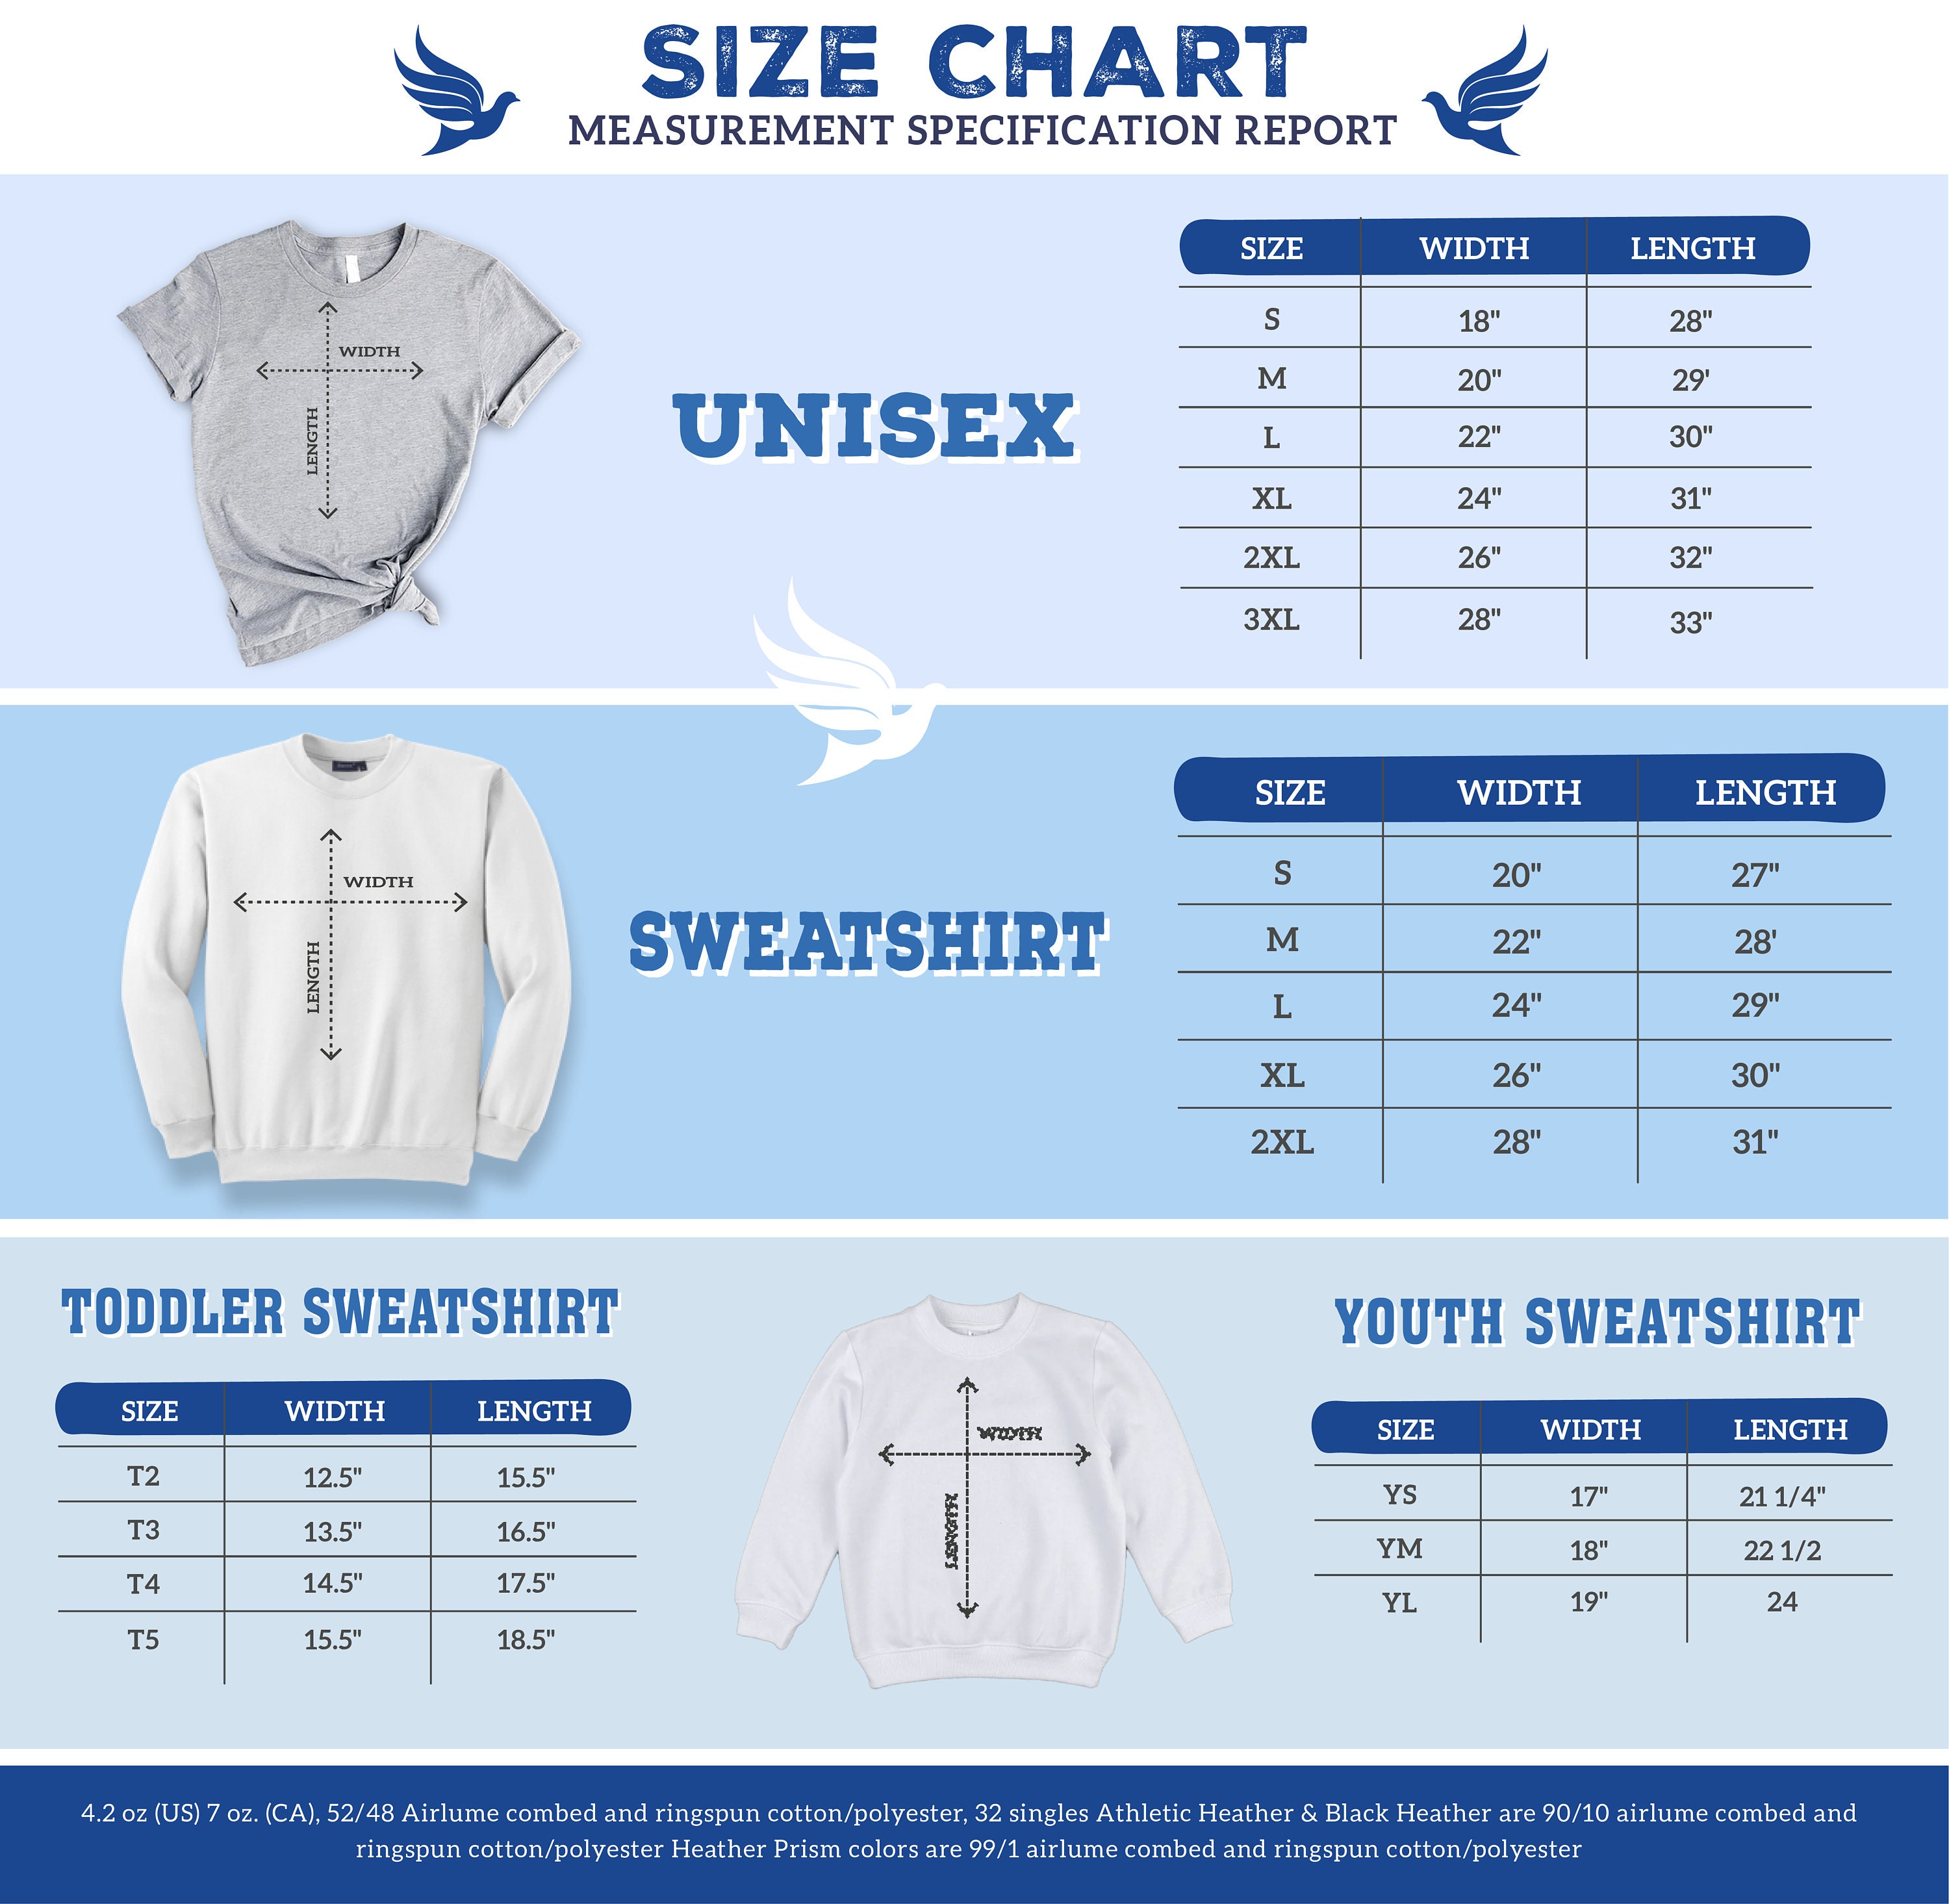 SIZE CHART
MEASUREMENT SPECIFICATION REPORT
WIDTH
LENGTH
UNISEX
SIZE WIDTH LENGTH
S 18" 28"
M 20" 29'
L 22" 30"
XL 24" 31"
2XL 26" 32"
3XL 28" 33"
WIDTH
LENGTH
SWEATSHIRT
SIZE WIDTH LENGTH
S 20" 27"
M 22" 28'
L 24" 29"
XL 26" 30"
2XL 28" 31"
TODDLER SWEATSHIRT
SIZE WIDTH LENGTH
T2 12.5" 15.5"
T3 13.5" 16.5"
T4 14.5" 17.5"
T5 15.5" 18.5"
WIDTH
LENGTH
YOUTH SWEATSHIRT
SIZE WIDTH LENGTH
YS 17" 21 1/4"
YM 18" 22 1/2
YL 19" 24
4.2 oz (US) 7 oz. (CA), 52/48 Airlume combed and ringspun cotton/polyester, 32 singles Athletic Heather & Black Heather are 90/10 airlume combed and
ringspun cotton/polyester Heather Prism colors are 99/1 airlume combed and ringspun cotton/polyester